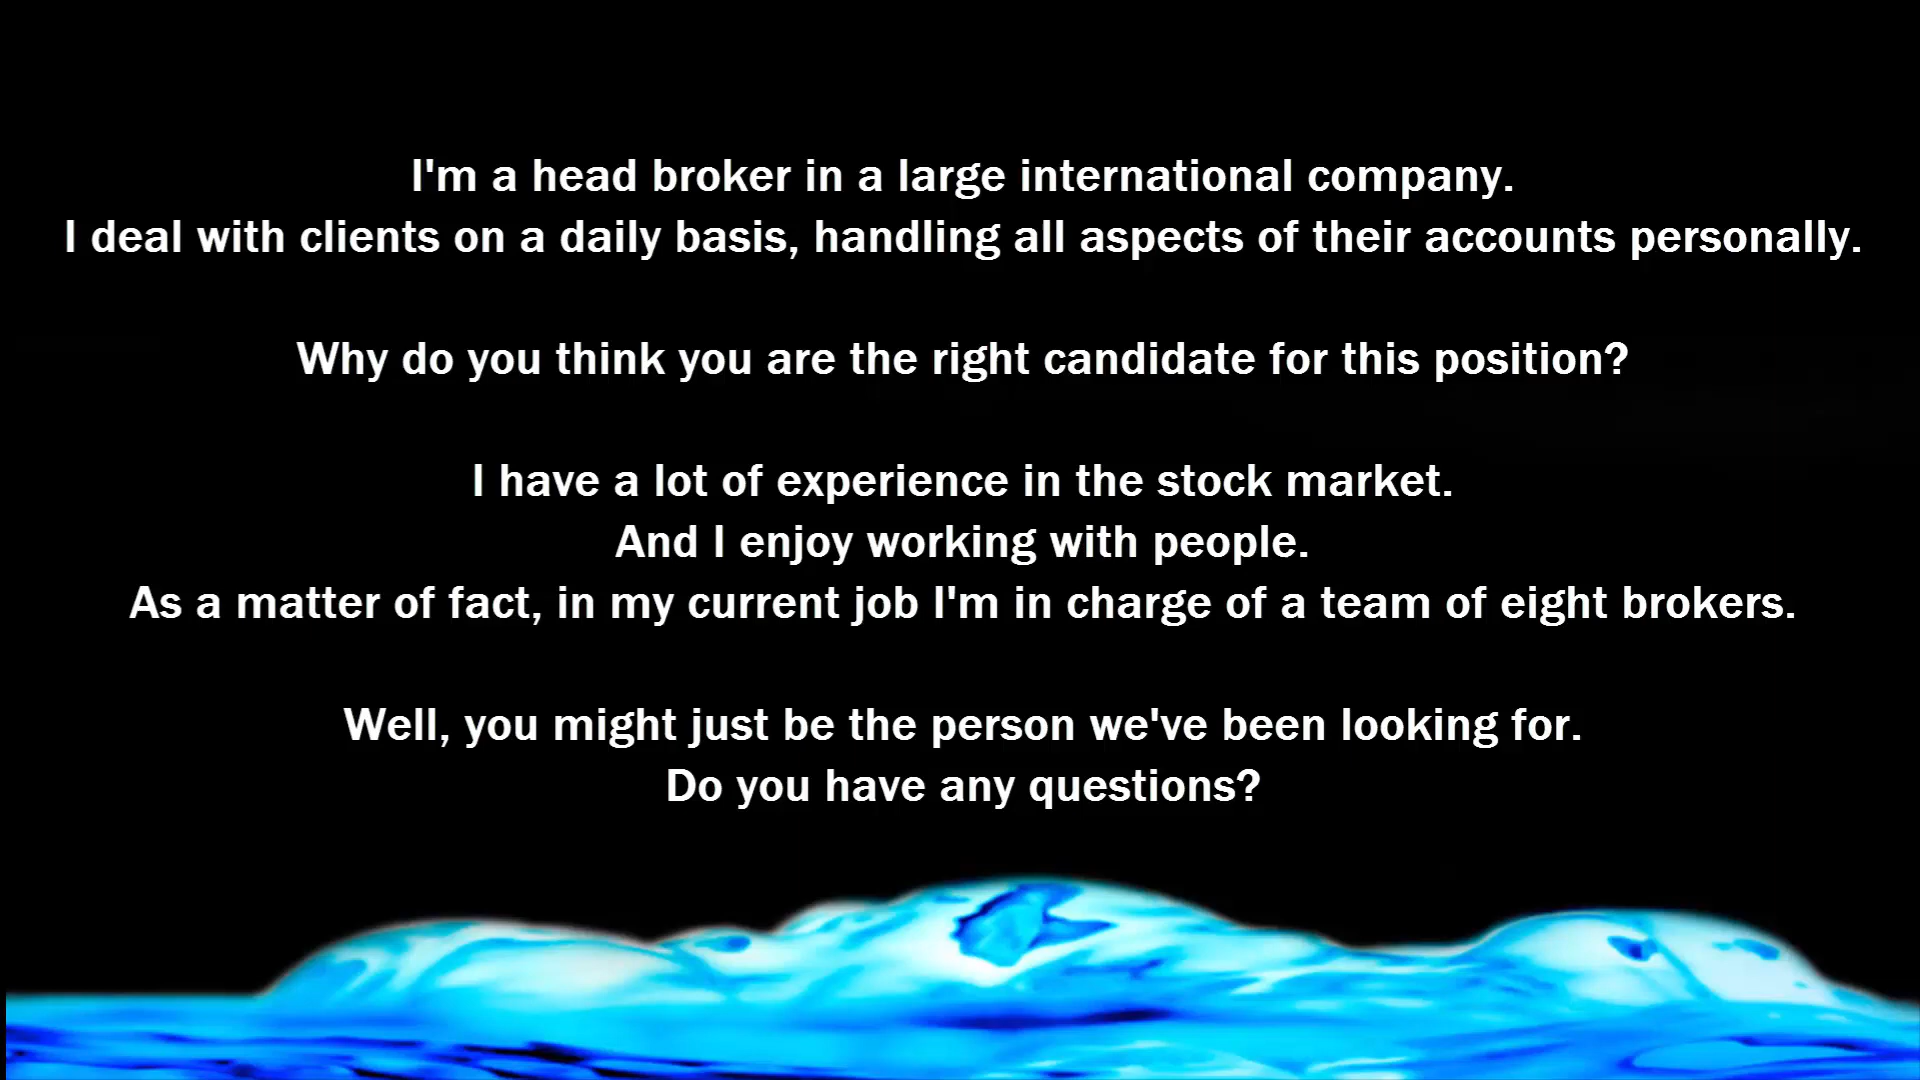 I'm a head broker in a large international company.
I deal with clients on a daily basis, handling all aspects of their accounts personally.
Why do you think you are the right candidate for this position?
I have a lot of experience in the stock market.
And I enjoy working with people.
As a matter of fact, in my current job I'm in charge of a team of eight brokers.
Well, you might just be the person we've been looking for.
Do you have any questions?